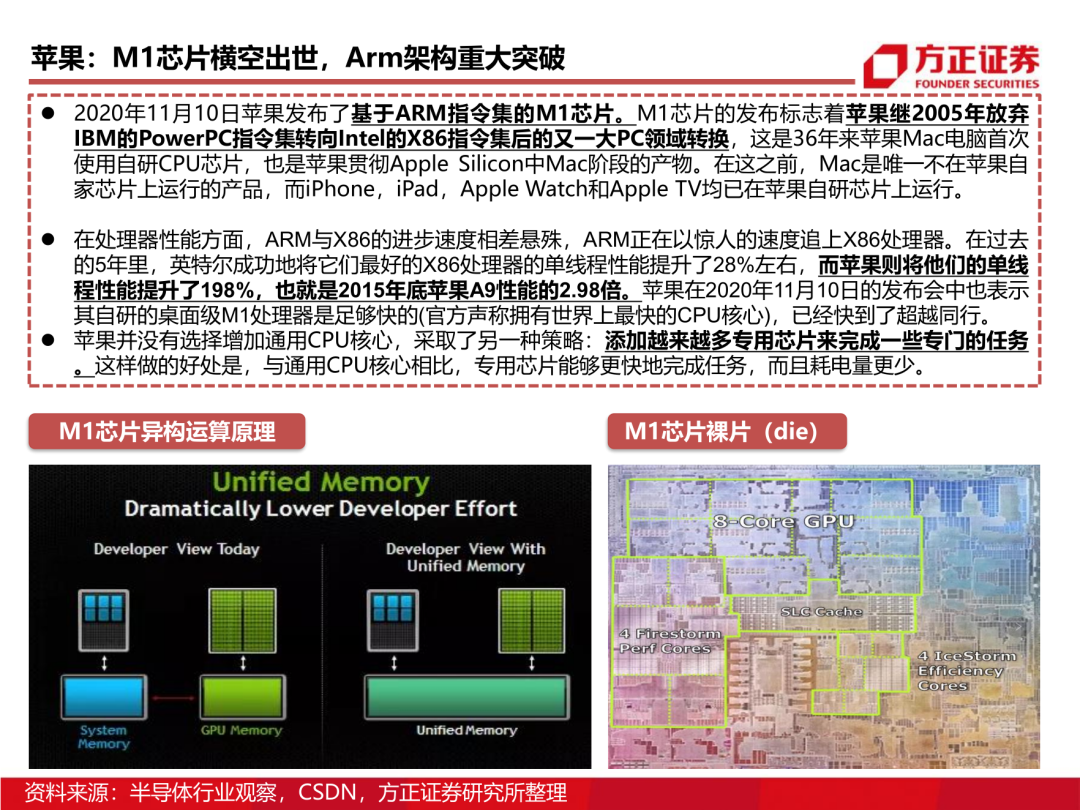 苹果：M1芯片横空出世，Arm架构重大突破
方正证券
FOUNDER SECURITIES
● 2020年11月10日苹果发布了基于ARM指令集的M1芯片。M1芯片的发布标志着苹果继2005年放弃
IBM的PowerPC指令集转向Intel的X86指令集后的又一大PC领域转换，这是36年来苹果Mac电脑首次
使用自研CPU芯片，也是苹果贯彻Apple Silicon中Mac阶段的产物。在这之前，Mac是唯一不在苹果自
家芯片上运行的产品，而iPhone，iPad，Apple Watch和Apple TV均已在苹果自研芯片上运行。
● 在处理器性能方面，ARM与X86的进步速度相差悬殊，ARM正在以惊人的速度追上X86处理器。在过去
的5年里，英特尔成功地将它们最好的X86处理器的单线程性能提升了28%左右，而苹果则将他们的单线
程性能提升了198%，也就是2015年底苹果A9性能的2.98倍。苹果在2020年11月10日的发布会中也表示
其自研的桌面级M1处理器是足够快的(官方声称拥有世界上最快的CPU核心)，已经快到了超越同行。
● 苹果并没有选择增加通用CPU核心，采取了另一种策略：添加越来越多专用芯片来完成一些专门的任务
。这样做的好处是，与通用CPU核心相比，专用芯片能够更快地完成任务，而且耗电量更少。
M1芯片异构运算原理
M1芯片裸片（die）
Unified Memory
Dramatically Lower Developer Effort
Developer View Today
Developer View With
Unified Memory
System
Memory
GPU Memory
Unified Memory
8-Core GPU
SLC Cache
4 Firestorm
Perf Cores
4 IceStorm
Efficiency
Cores
资料来源：半导体行业观察，CSDN，方正证券研究所整理